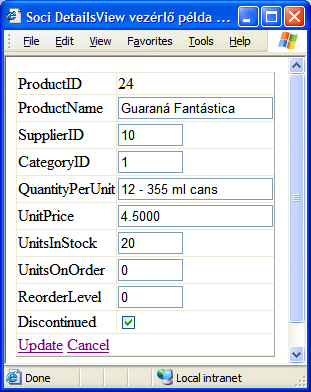 Soci DetailsView vezérlő példa ...
File Edit View Favorites Tools Help
ProductID 24
ProductName Guaraná Fantástica
SupplierID 10
CategoryID 1
QuantityPerUnit 12 - 355 ml cans
UnitPrice 4.5000
UnitsInStock 20
UnitsOnOrder 0
ReorderLevel 0
Discontinued
Update Cancel
Done Local intranet